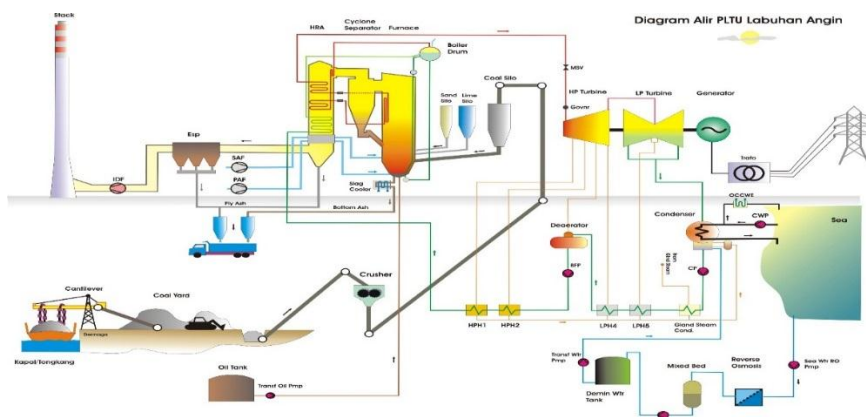 Diagram Alir PLTU Labuhan Angin
Stack
HRA
Cyclone
Separator
Furnace
Boiler
Drum
Coal Silo
Sand
Silo
Lime
Silo
MSV
Govnr
HP Turbine
LP Turbine
Generator
Trafo
Esp
IDF
SAF
PAF
Slag
Cooler
Fly Ash
Bottom Ash
OCCWE
Condenser
CWP
Sea
Deaerator
BFP
CP
Cantilever
Coal Yard
Crusher
Dermaga
Kapal/Tongkang
HPH1
HPH2
LPH4
LPH5
Gland Steam
Cond.
Oil Tank
Transf Oil Pmp
Transf Wtr
Pmp
Demin Wtr
Tank
Mixed Bed
Reverse
Osmosis
Sea Wtr RO
Pmp